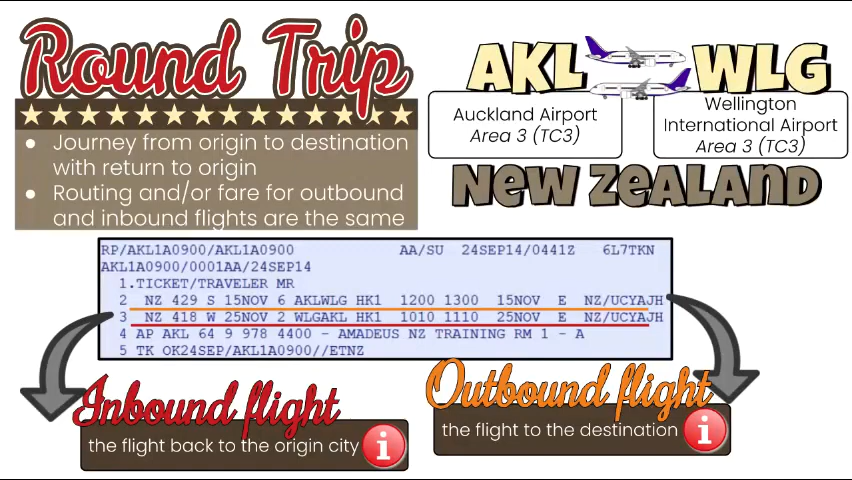 Round Trip
● Journey from origin to destination
with return to origin
● Routing and/or fare for outbound
and inbound flights are the same
AKL
WLG
Auckland Airport
Area 3 (TC3)
Wellington
International Airport
Area 3 (TC3)
New Zealand
RP/AKL1A0900/AKL1A0900 AA/SU 24SEP14/0441Z 6L7TKN
AKL1A0900/0001AA/24SEP14
1.TICKET/TRAVELER MR
2 NZ 429 S 15NOV 6 AKLWLG HK1 1200 1300 15NOV E NZ/UCYAJH
3 NZ 418 W 25NOV 2 WLGAKL HK1 1010 1110 25NOV E NZ/UCYAJH
4 AP AKL 64 9 978 4400 - AMADEUS NZ TRAINING RM 1 - A
5 TK OK24SEP/AKL1A0900//ETNZ
Inbound flight
the flight back to the origin city
i
Outbound flight
the flight to the destination
i